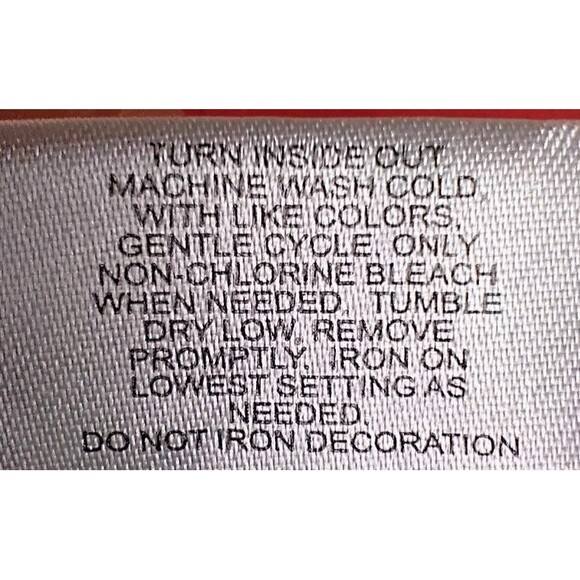 TURN INSIDE OUT.
MACHINE WASH COLD,
WITH LIKE COLORS,
GENTLE CYCLE. ONLY
NON-CHLORINE BLEACH
WHEN NEEDED. TUMBLE
DRY LOW. REMOVE
PROMPTLY. IRON ON
LOWEST SETTING AS
NEEDED.
DO NOT IRON DECORATION